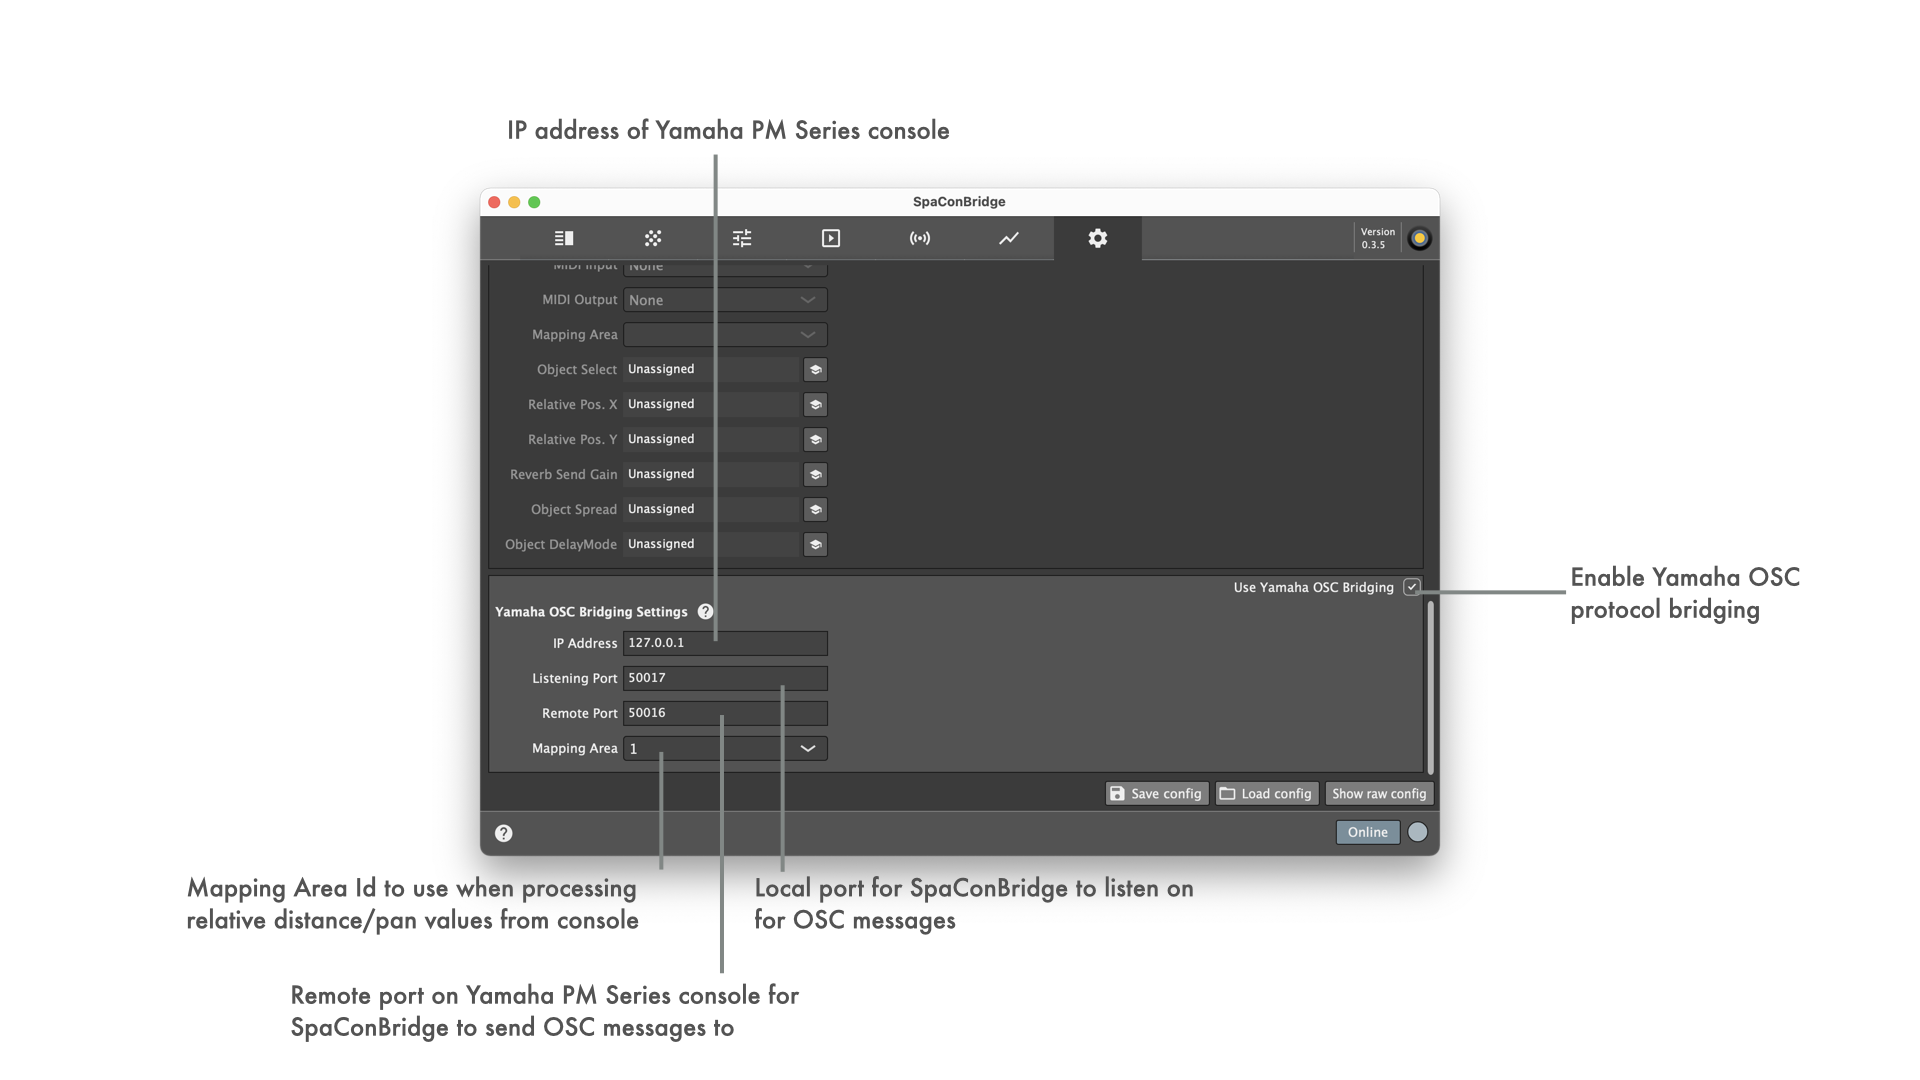 IP address of Yamaha PM Series console
SpaConBridge
Version
0.3.5
MIDI Input None
MIDI Output None
Mapping Area
Object Select Unassigned
Relative Pos. X Unassigned
Relative Pos. Y Unassigned
Reverb Send Gain Unassigned
Object Spread Unassigned
Object DelayMode Unassigned
Use Yamaha OSC Bridging
Enable Yamaha OSC
protocol bridging
Yamaha OSC Bridging Settings ?
IP Address 127.0.0.1
Listening Port 50017
Remote Port 50016
Mapping Area 1
Save config Load config Show raw config
? Online
Mapping Area Id to use when processing
relative distance/pan values from console
Local port for SpaConBridge to listen on
for OSC messages
Remote port on Yamaha PM Series console for
SpaConBridge to send OSC messages to